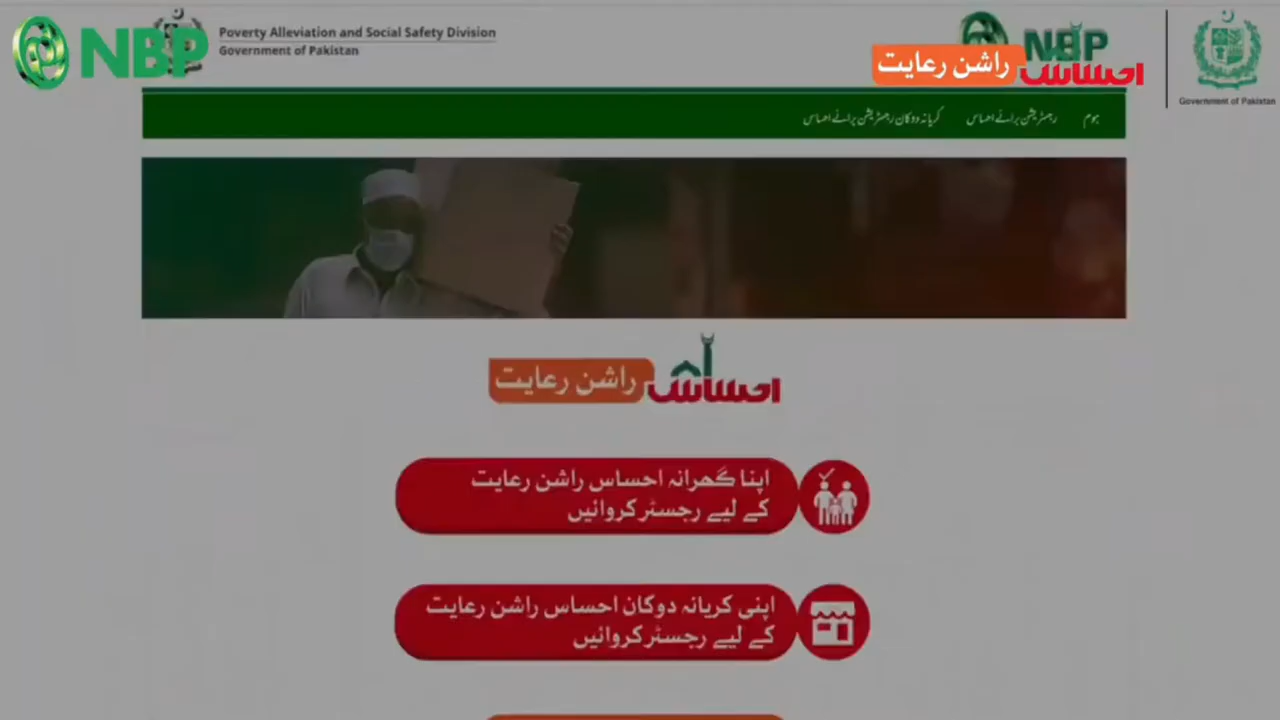 NBP
Poverty Alleviation and Social Safety Division
Government of Pakistan
NBP
احساس راشن رعایت
Government of Pakistan
ہوم
رجسٹریشن برائے احساس
کریانہ دوکان رجسٹریشن برائے احساس
احساس راشن رعایت
اپنا گھرانہ احساس راشن رعایت
کے لیے رجسٹر کروائیں
اپنی کریانہ دوکان احساس راشن رعایت
کے لیے رجسٹر کروائیں